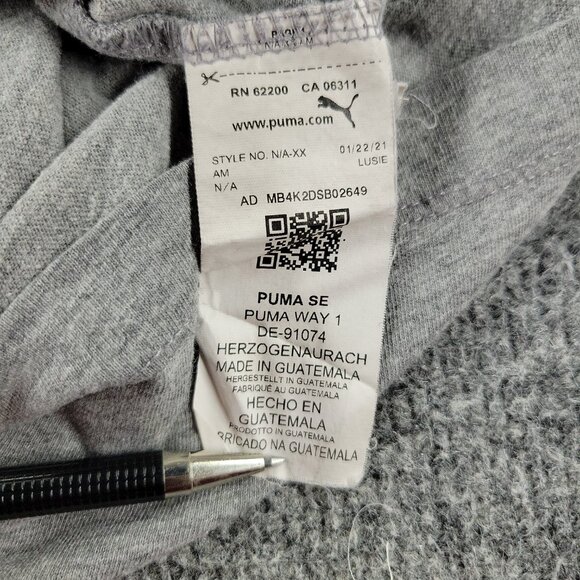 RN 62200 CA 06311
www.puma.com
STYLE NO. N/A-XX 01/22/21
AM LUSIE
N/A
AD MB4K2DSB02649
PUMA SE
PUMA WAY 1
DE-91074
HERZOGENAURACH
MADE IN GUATEMALA
HERGESTELLT IN GUATEMALA
FABRIQUÉ AU GUATEMALA
HECHO EN
GUATEMALA
PRODOTTO IN GUATEMALA
BRICADO NA GUATEMALA